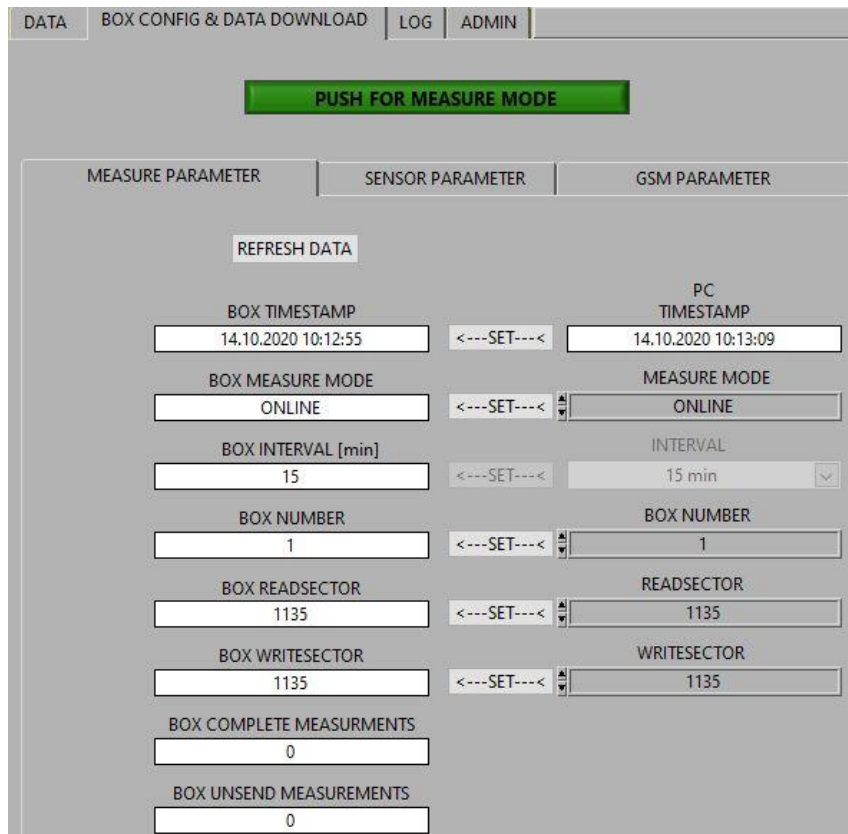 DATA BOX CONFIG & DATA DOWNLOAD LOG ADMIN
PUSH FOR MEASURE MODE
MEASURE PARAMETER SENSOR PARAMETER GSM PARAMETER
REFRESH DATA
PC
BOX TIMESTAMP TIMESTAMP
14.10.2020 10:12:55 <---SET---< 14.10.2020 10:13:09
BOX MEASURE MODE MEASURE MODE
ONLINE <---SET---< ONLINE
BOX INTERVAL [min] INTERVAL
15 <---SET---< 15 min
BOX NUMBER BOX NUMBER
1 <---SET---< 1
BOX READSECTOR READSECTOR
1135 <---SET---< 1135
BOX WRITESECTOR WRITESECTOR
1135 <---SET---< 1135
BOX COMPLETE MEASURMENTS
0
BOX UNSEND MEASUREMENTS
0